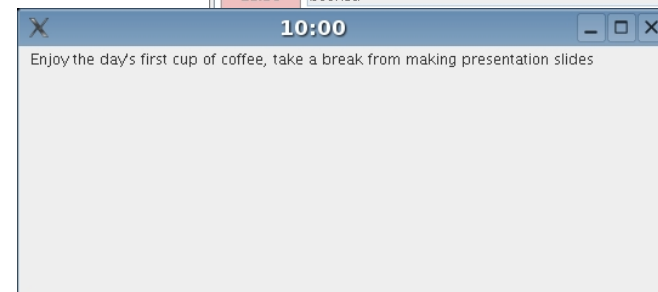 10:00
Enjoy the day's first cup of coffee, take a break from making presentation slides